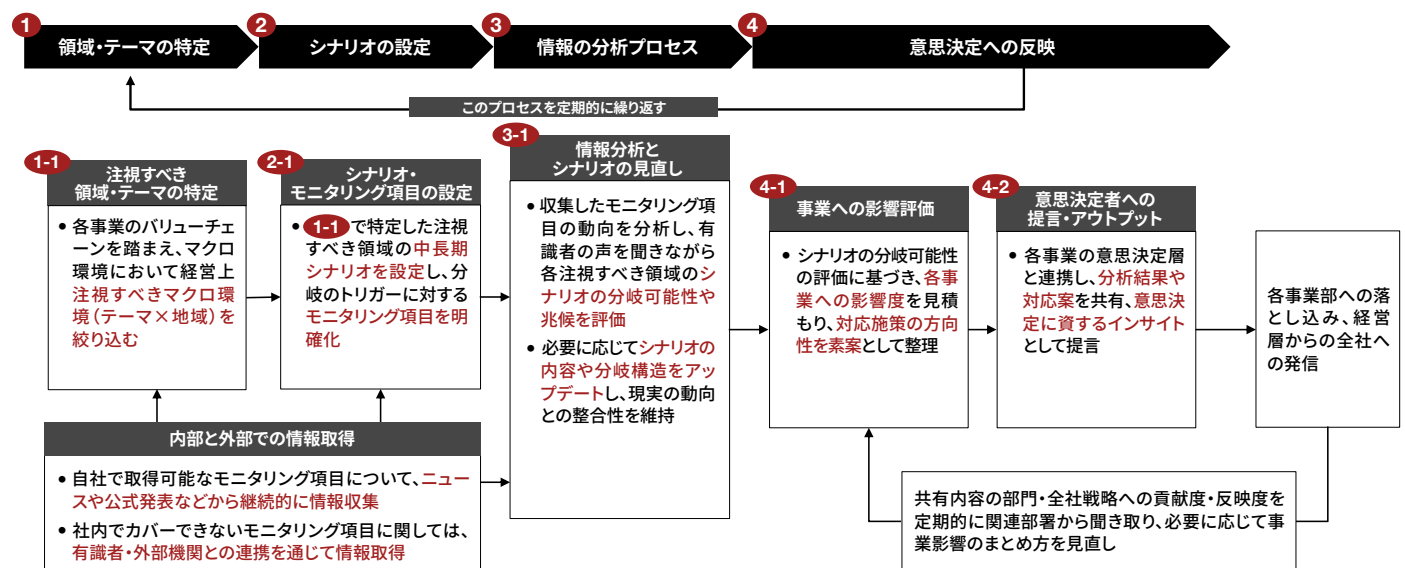 1
領域・テーマの特定
2
シナリオの設定
3
情報の分析プロセス
4
意思決定への反映
このプロセスを定期的に繰り返す
1-1
注視すべき
領域・テーマの特定
• 各事業のバリューチェ
ーンを踏まえ、マクロ
環境において経営上
注視すべきマクロ環
境（テーマ×地域）を
絞り込む
2-1
シナリオ・
モニタリング項目の設定
• 1-1 で特定した注視
すべき領域の中長期
シナリオを設定し、分
岐のトリガーに対する
モニタリング項目を明
確化
内部と外部での情報取得
• 自社で取得可能なモニタリング項目について、ニュー
スや公式発表などから継続的に情報収集
• 社内でカバーできないモニタリング項目に関しては、
有識者・外部機関との連携を通じて情報取得
3-1
情報分析と
シナリオの見直し
• 収集したモニタリング項
目の動向を分析し、有
識者の声を聞きながら
各注視すべき領域のシ
ナリオの分岐可能性や
兆候を評価
• 必要に応じてシナリオの
内容や分岐構造をアッ
プデートし、現実の動向
との整合性を維持
4-1
事業への影響評価
• シナリオの分岐可能性
の評価に基づき、各事
業への影響度を見積
もり、対応施策の方向
性を素案として整理
4-2
意思決定者への
提言・アウトプット
• 各事業の意思決定層
と連携し、分析結果や
対応案を共有、意思決
定に資するインサイト
として提言
各事業部への落
とし込み、経営
層からの全社へ
の発信
共有内容の部門・全社戦略への貢献度・反映度を
定期的に関連部署から聞き取り、必要に応じて事
業影響のまとめ方を見直し